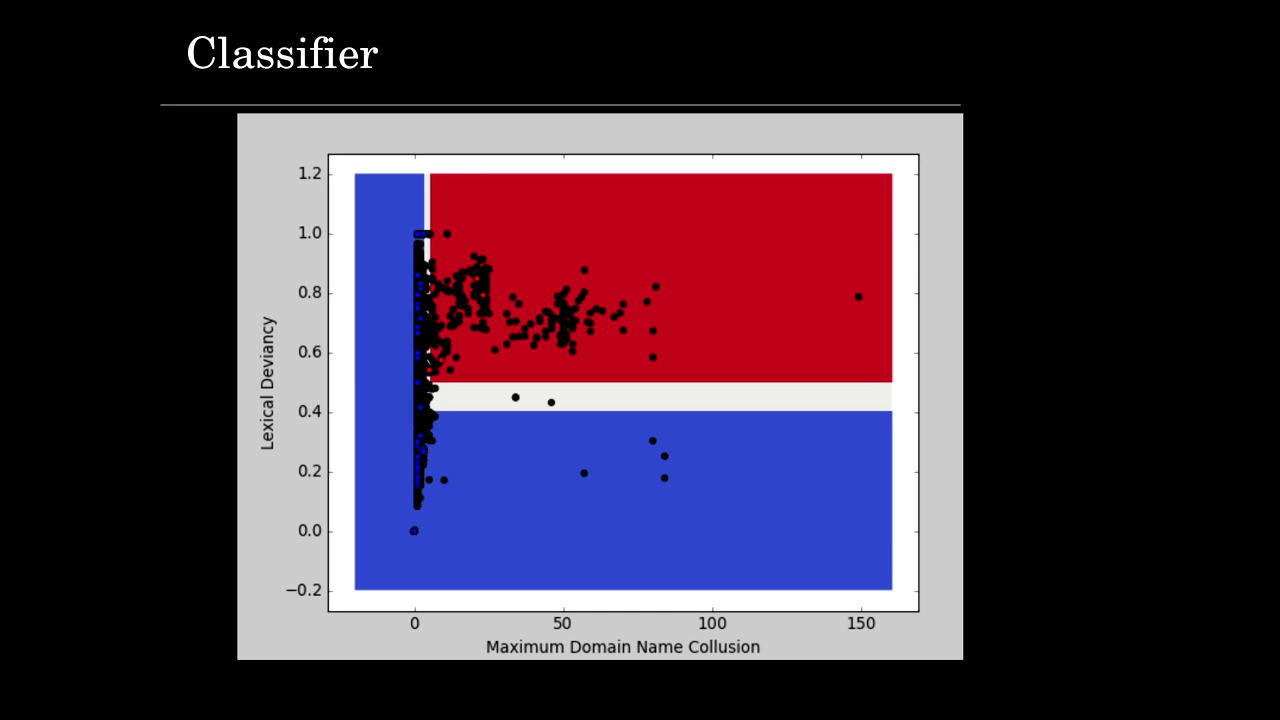 Classifier
1.2
1.0
0.8
0.6
0.4
0.2
0.0
−0.2
Lexical Deviancy
0 50 100 150
Maximum Domain Name Collusion